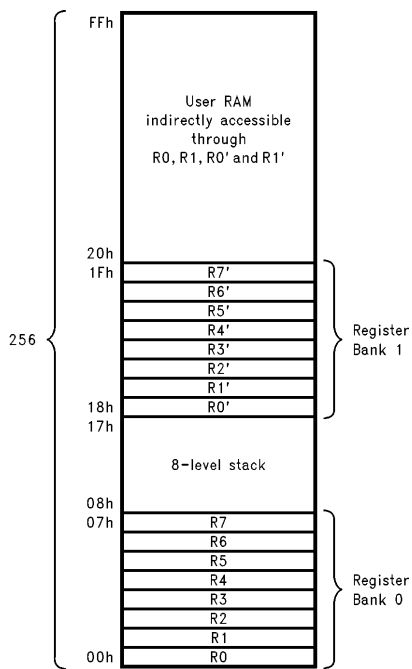 FFh
User RAM
indirectly accessible
through
R0, R1, R0' and R1'
20h
1Fh
R7'
R6'
R5'
R4'
R3'
R2'
R1'
R0'
Register
Bank 1
256
18h
17h
8-level stack
08h
07h
R7
R6
R5
R4
R3
R2
R1
R0
Register
Bank 0
00h